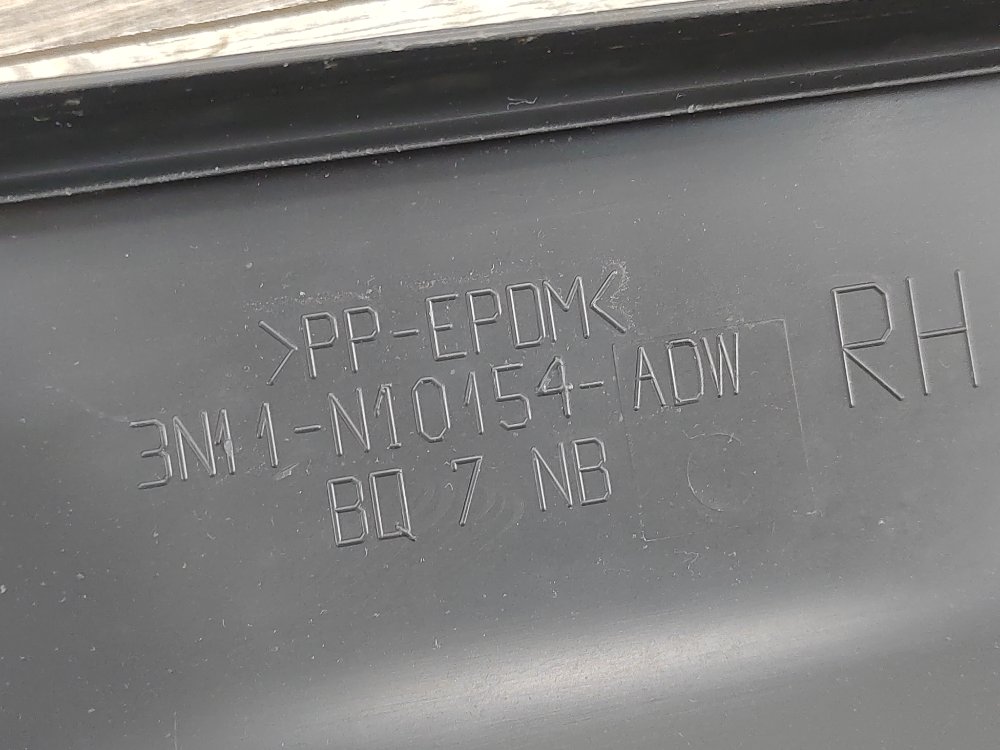 >PP-EPDM<
3N11-N10154-ADW
BQ 7 NB
RH